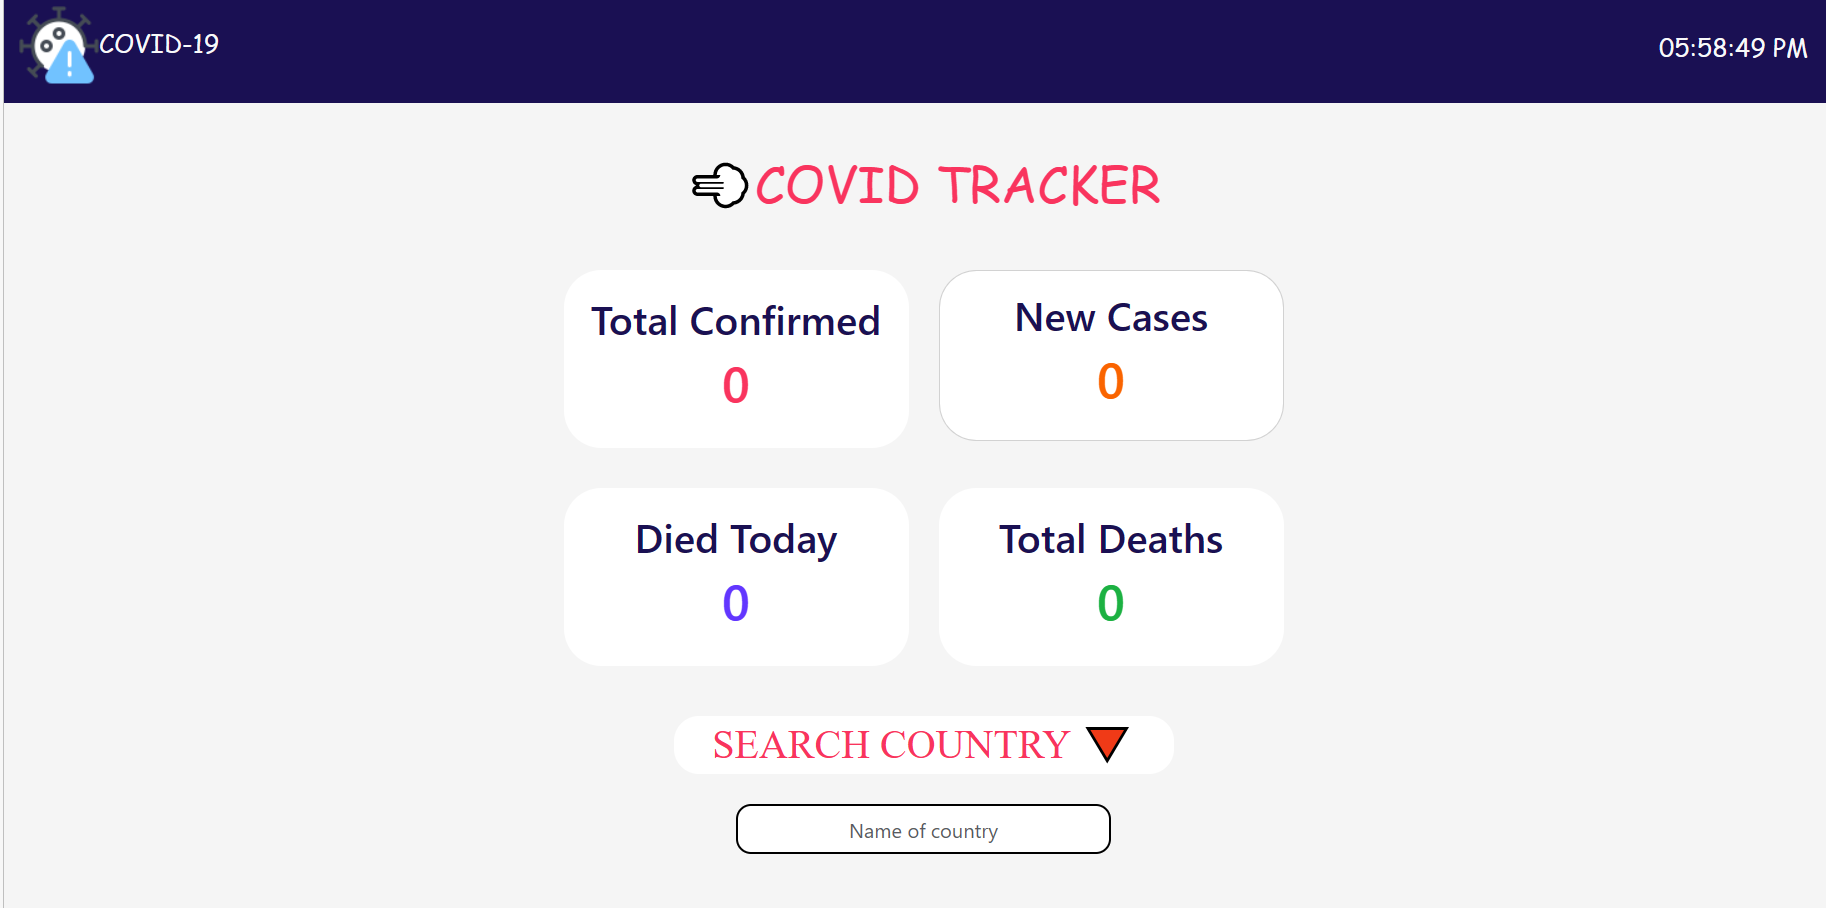 COVID-19
05:58:49 PM
COVID TRACKER
Total Confirmed
0
New Cases
0
Died Today
0
Total Deaths
0
SEARCH COUNTRY
Name of country